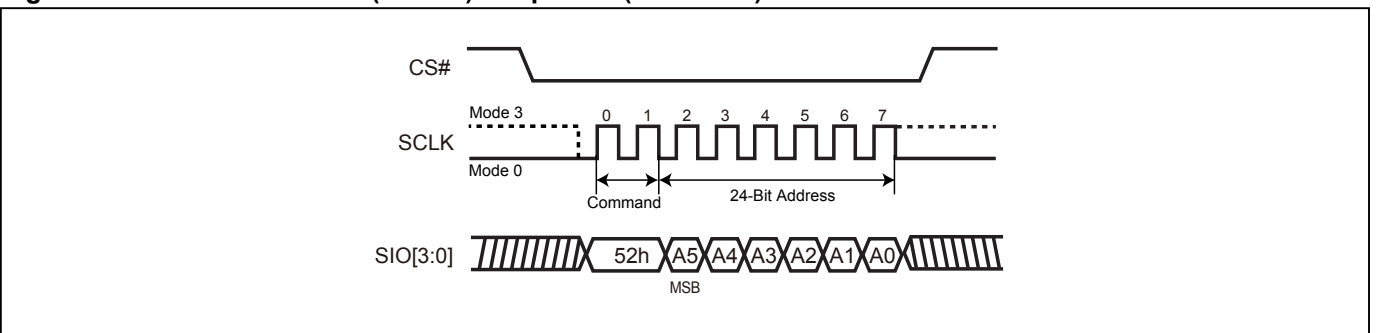 CS#
Mode 3
0 1 2 3 4 5 6 7
SCLK
Mode 0
Command
24-Bit Address
SIO[3:0]
52h A5 A4 A3 A2 A1 A0
MSB